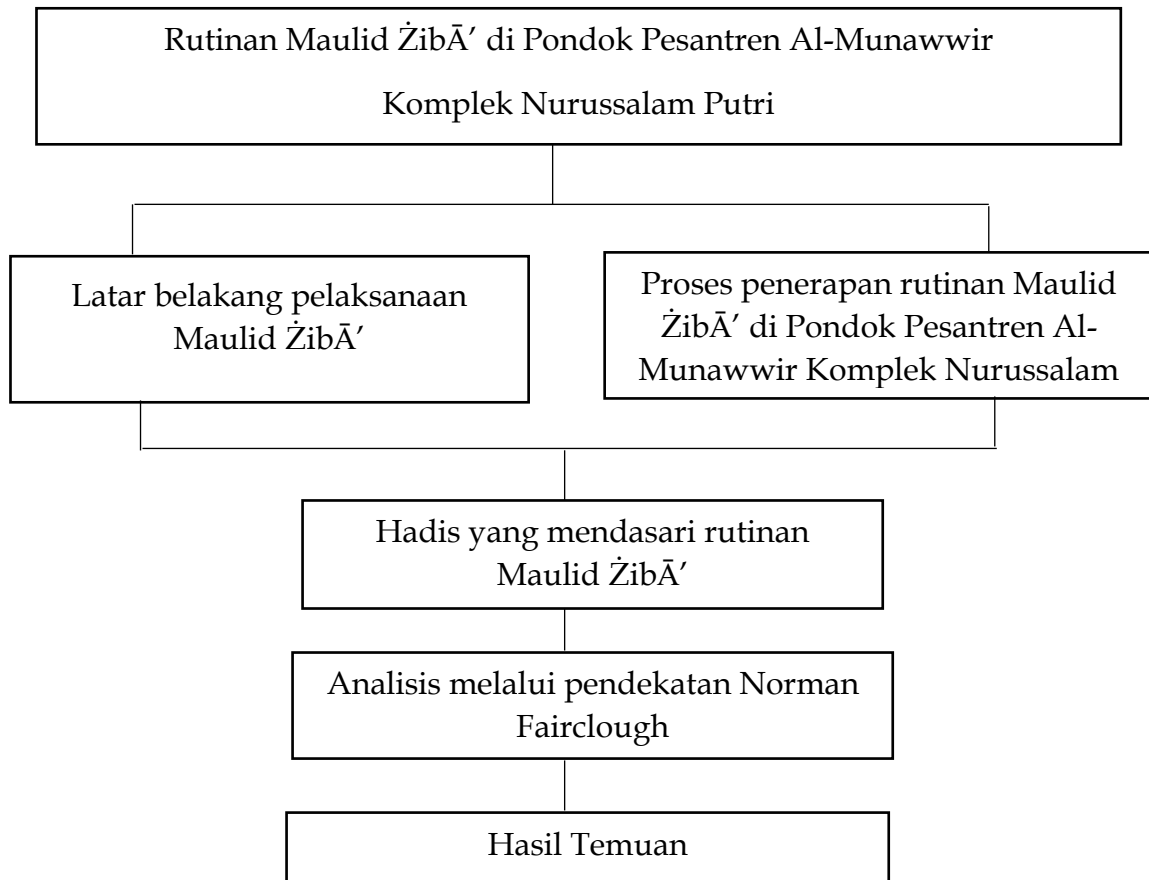 Rutinan Maulid ŻibĀ’ di Pondok Pesantren Al-Munawwir
Komplek Nurussalam Putri
Latar belakang pelaksanaan
Maulid ŻibĀ’
Proses penerapan rutinan Maulid
ŻibĀ’ di Pondok Pesantren Al-
Munawwir Komplek Nurussalam
Hadis yang mendasari rutinan
Maulid ŻibĀ’
Analisis melalui pendekatan Norman
Fairclough
Hasil Temuan